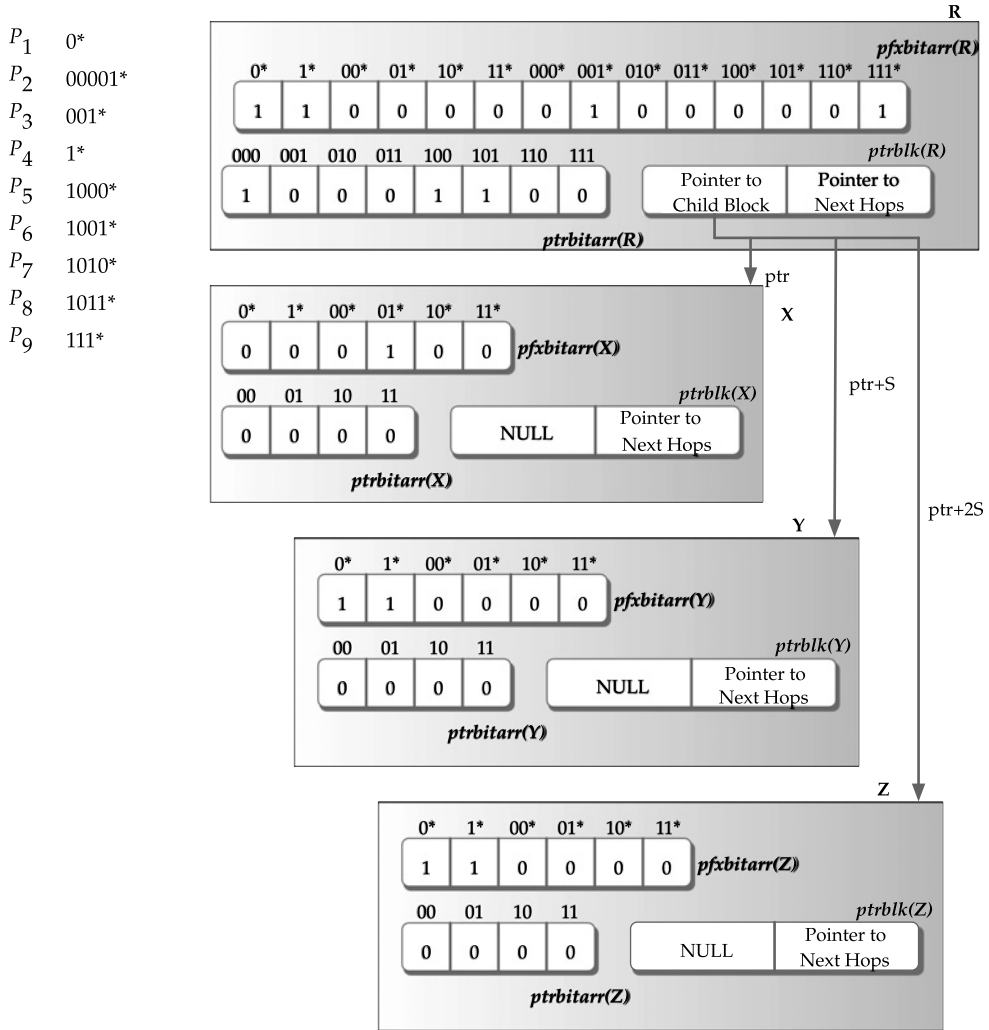 P1 0*
P2 00001*
P3 001*
P4 1*
P5 1000*
P6 1001*
P7 1010*
P8 1011*
P9 111*
R
pfxbitarr(R)
0* 1* 00* 01* 10* 11* 000* 001* 010* 011* 100* 101* 110* 111*
1 1 0 0 0 0 0 1 0 0 0 0 0 1
ptrblk(R)
000 001 010 011 100 101 110 111
1 0 0 0 1 1 0 0
Pointer to
Child Block
Pointer to
Next Hops
ptrbitarr(R)
ptr
X
0* 1* 00* 01* 10* 11*
0 0 0 1 0 0
pfxbitarr(X)
ptr+S
ptrblk(X)
00 01 10 11
0 0 0 0
NULL
Pointer to
Next Hops
ptrbitarr(X)
ptr+2S
Y
0* 1* 00* 01* 10* 11*
1 1 0 0 0 0
pfxbitarr(Y)
ptrblk(Y)
00 01 10 11
0 0 0 0
NULL
Pointer to
Next Hops
ptrbitarr(Y)
Z
0* 1* 00* 01* 10* 11*
1 1 0 0 0 0
pfxbitarr(Z)
ptrblk(Z)
00 01 10 11
0 0 0 0
NULL
Pointer to
Next Hops
ptrbitarr(Z)